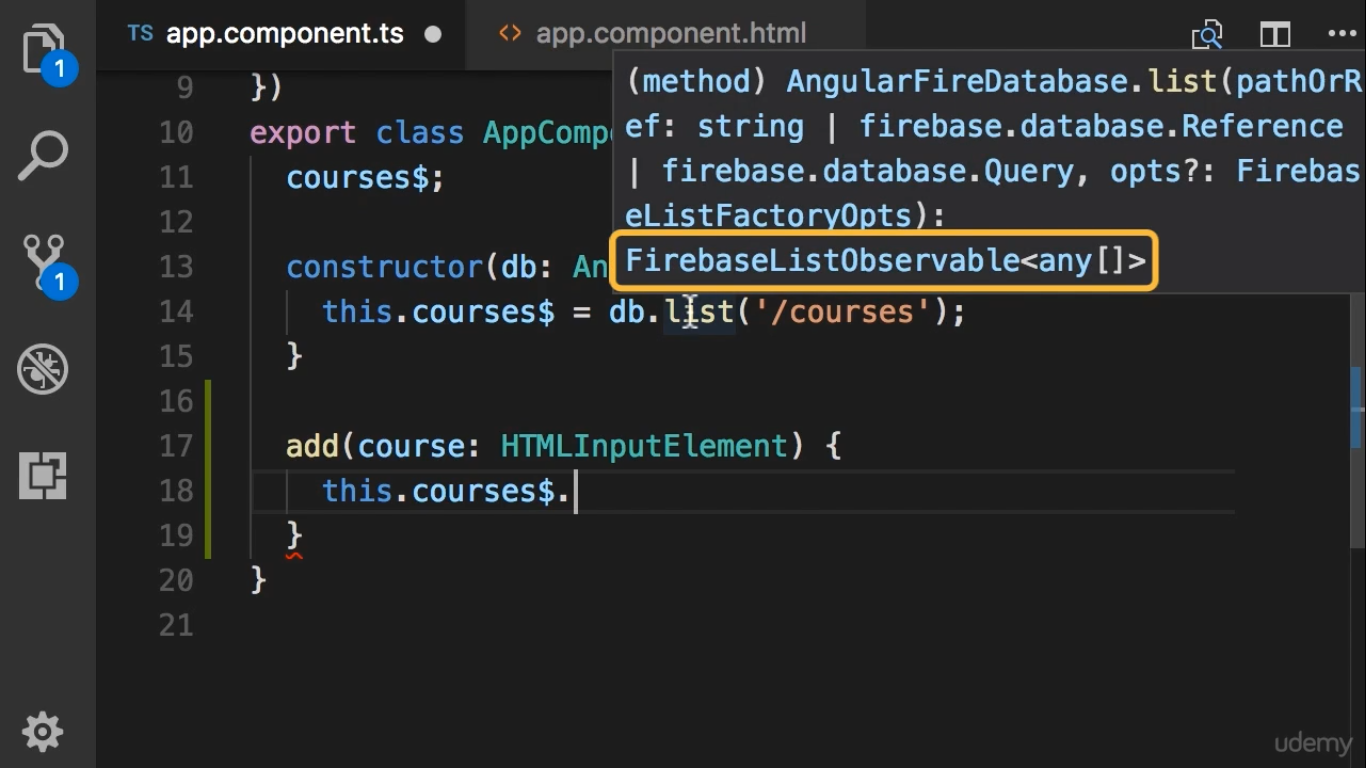 TS app.component.ts ● <> app.component.html
1
1
(method) AngularFireDatabase.list(pathOrR
ef: string | firebase.database.Reference
| firebase.database.Query, opts?: Firebas
eListFactoryOpts):
FirebaseListObservable<any[]>
9 })
10 export class AppComp
11 courses$;
12
13 constructor(db: An
14 this.courses$ = db.list('/courses');
15 }
16
17 add(course: HTMLInputElement) {
18 this.courses$.
19 }
20 }
21
udemy